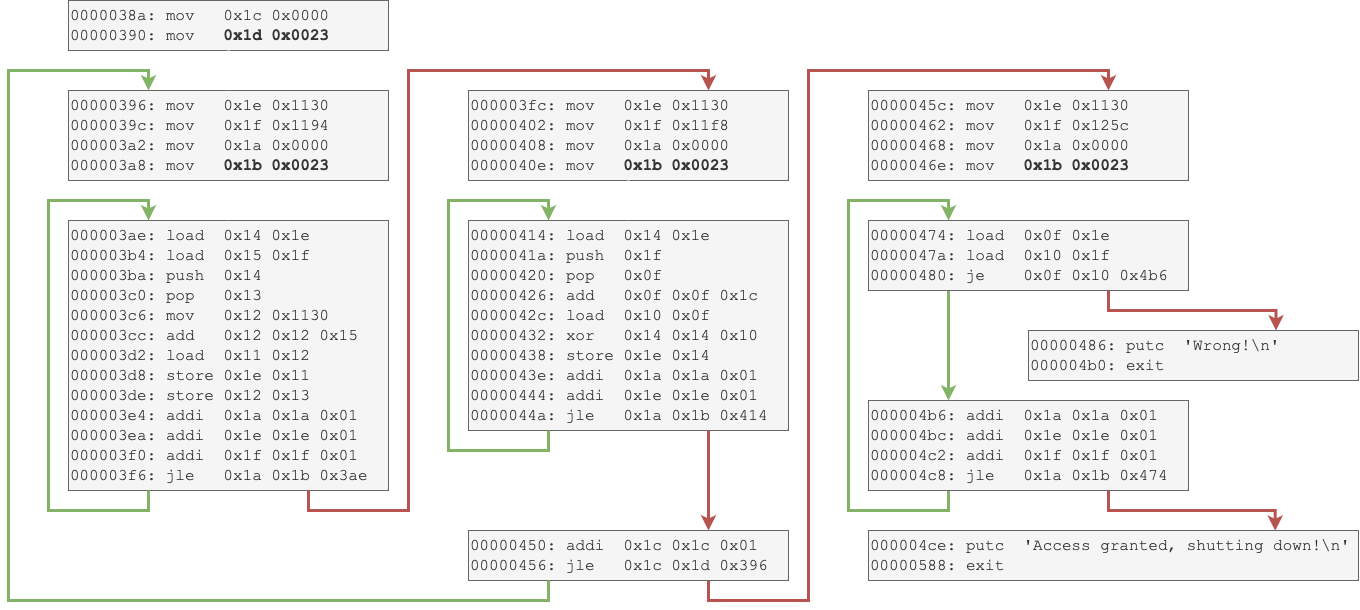 0000038a: mov 0x1c 0x0000
00000390: mov 0x1d 0x0023
00000396: mov 0x1e 0x1130
0000039c: mov 0x1f 0x1194
000003a2: mov 0x1a 0x0000
000003a8: mov 0x1b 0x0023
000003ae: load 0x14 0x1e
000003b4: load 0x15 0x1f
000003ba: push 0x14
000003c0: pop 0x13
000003c6: mov 0x12 0x1130
000003cc: add 0x12 0x12 0x15
000003d2: load 0x11 0x12
000003d8: store 0x1e 0x11
000003de: store 0x12 0x13
000003e4: addi 0x1a 0x1a 0x01
000003ea: addi 0x1e 0x1e 0x01
000003f0: addi 0x1f 0x1f 0x01
000003f6: jle 0x1a 0x1b 0x3ae
000003fc: mov 0x1e 0x1130
00000402: mov 0x1f 0x11f8
00000408: mov 0x1a 0x0000
0000040e: mov 0x1b 0x0023
00000414: load 0x14 0x1e
0000041a: push 0x1f
00000420: pop 0x0f
00000426: add 0x0f 0x0f 0x1c
0000042c: load 0x10 0x0f
00000432: xor 0x14 0x14 0x10
00000438: store 0x1e 0x14
0000043e: addi 0x1a 0x1a 0x01
00000444: addi 0x1e 0x1e 0x01
0000044a: jle 0x1a 0x1b 0x414
00000450: addi 0x1c 0x1c 0x01
00000456: jle 0x1c 0x1d 0x396
0000045c: mov 0x1e 0x1130
00000462: mov 0x1f 0x125c
00000468: mov 0x1a 0x0000
0000046e: mov 0x1b 0x0023
00000474: load 0x0f 0x1e
0000047a: load 0x10 0x1f
00000480: je 0x0f 0x10 0x4b6
00000486: putc 'Wrong!\n'
000004b0: exit
000004b6: addi 0x1a 0x1a 0x01
000004bc: addi 0x1e 0x1e 0x01
000004c2: addi 0x1f 0x1f 0x01
000004c8: jle 0x1a 0x1b 0x474
000004ce: putc 'Access granted, shutting down!\n'
00000588: exit